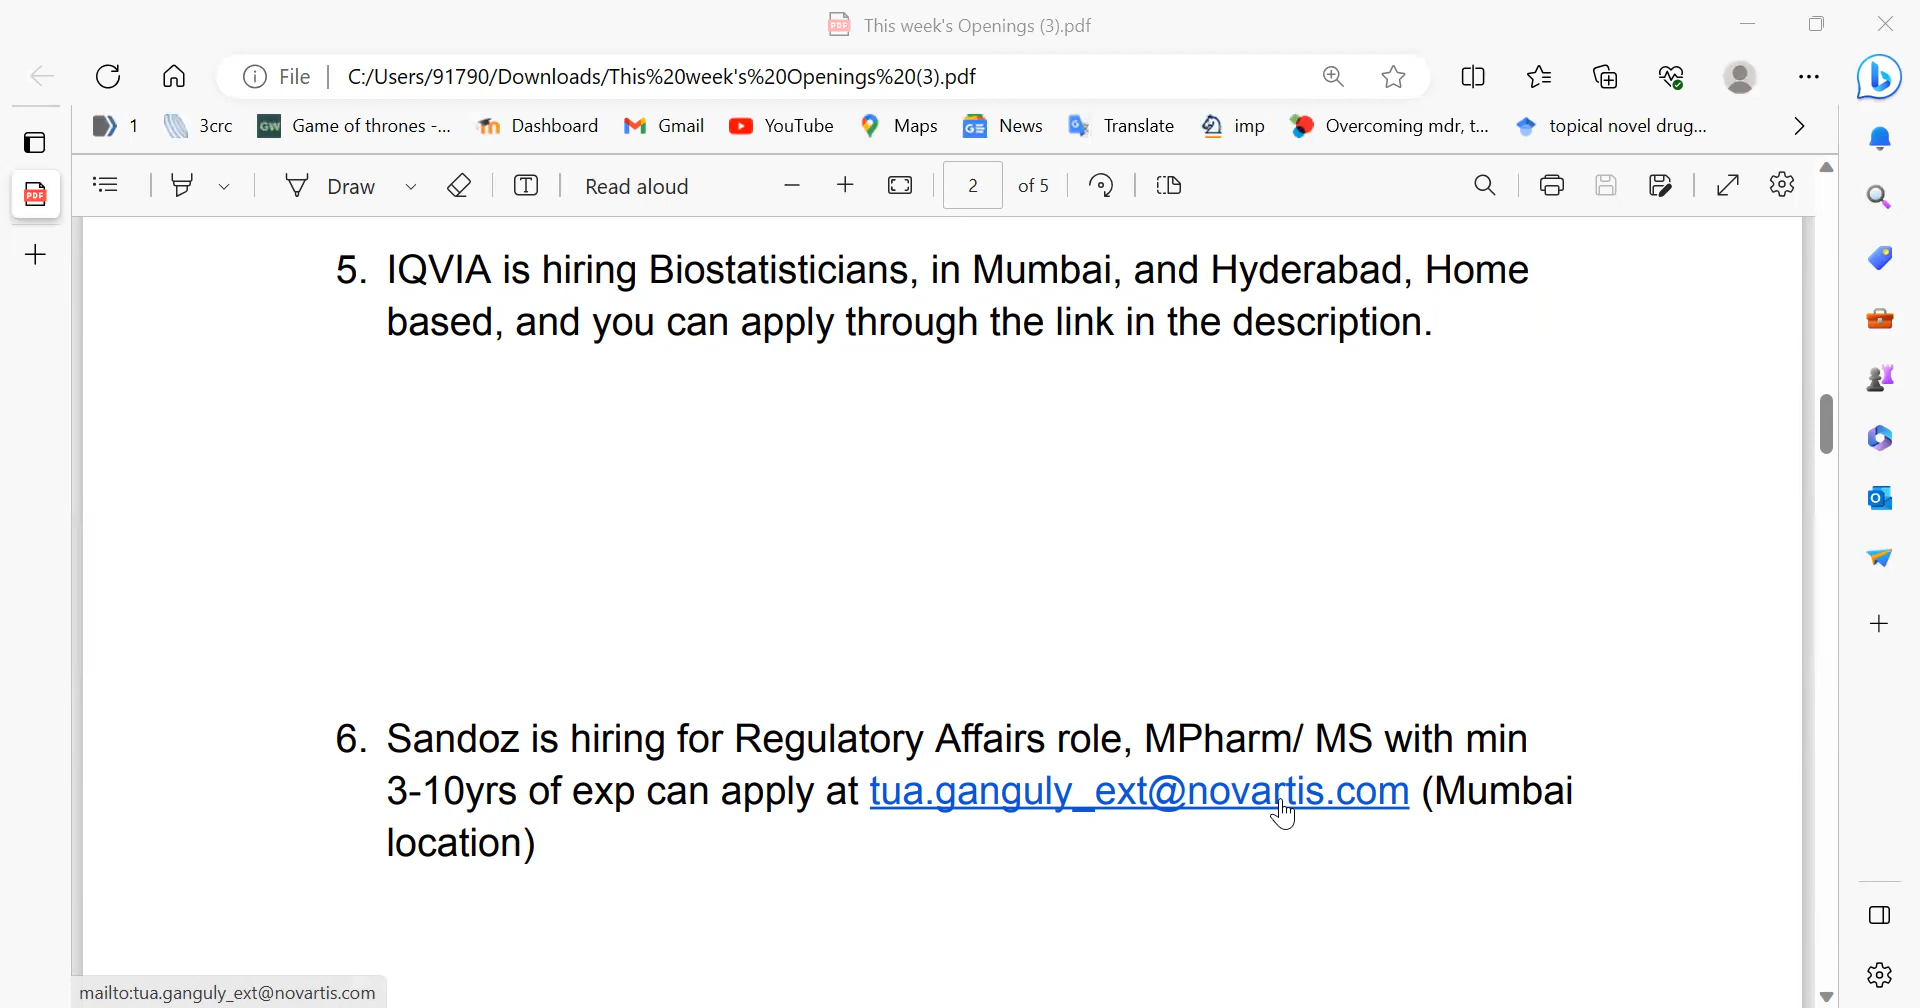 This week's Openings (3).pdf
File C:/Users/91790/Downloads/This%20week's%20Openings%20(3).pdf
1 3crc GW Game of thrones -... Dashboard Gmail YouTube Maps News Translate imp Overcoming mdr, t... topical novel drug...
Draw Read aloud 2 of 5
5. IQVIA is hiring Biostatisticians, in Mumbai, and Hyderabad, Home
based, and you can apply through the link in the description.
6. Sandoz is hiring for Regulatory Affairs role, MPharm/ MS with min
3-10yrs of exp can apply at tua.ganguly_ext@novartis.com (Mumbai
location)
mailto:tua.ganguly_ext@novartis.com